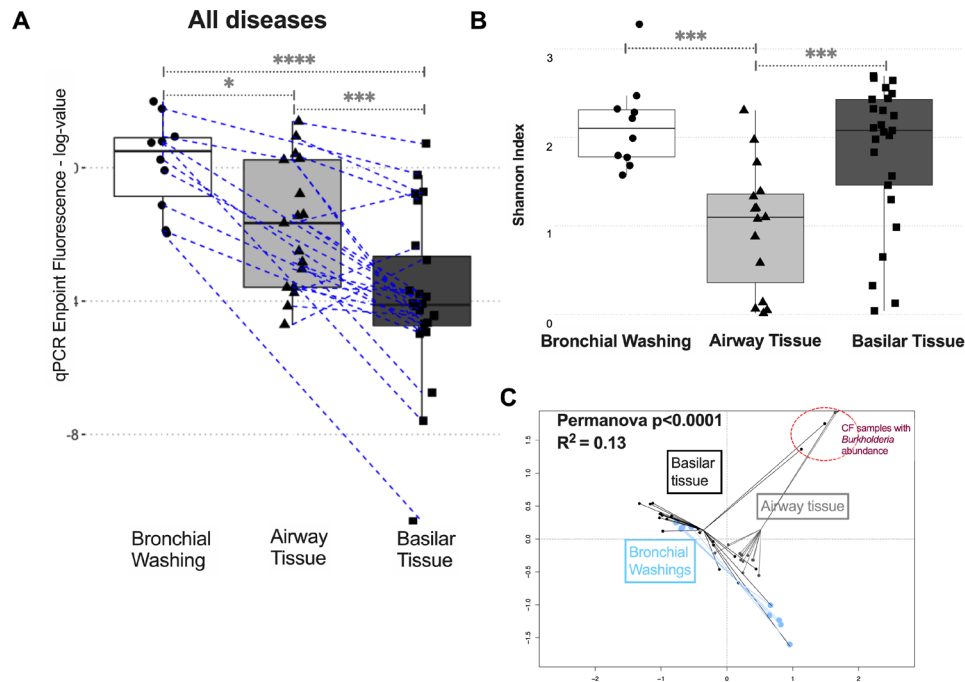 A
All diseases
qPCR Endpoint Fluorescence - log-value
****
*
***
0
-8
Bronchial
Washing
Airway
Tissue
Basilar
Tissue
B
Shannon Index
***
***
3
2
1
0
Bronchial Washing
Airway Tissue
Basilar Tissue
C
Permanova p<0.0001
R² = 0.13
CF samples with
Burkholderia
abundance
Basilar
tissue
Airway tissue
Bronchial
Washings
1.5
1.0
0.5
0.0
-0.5
-1.0
-1.5
-2
-1
0
1
2